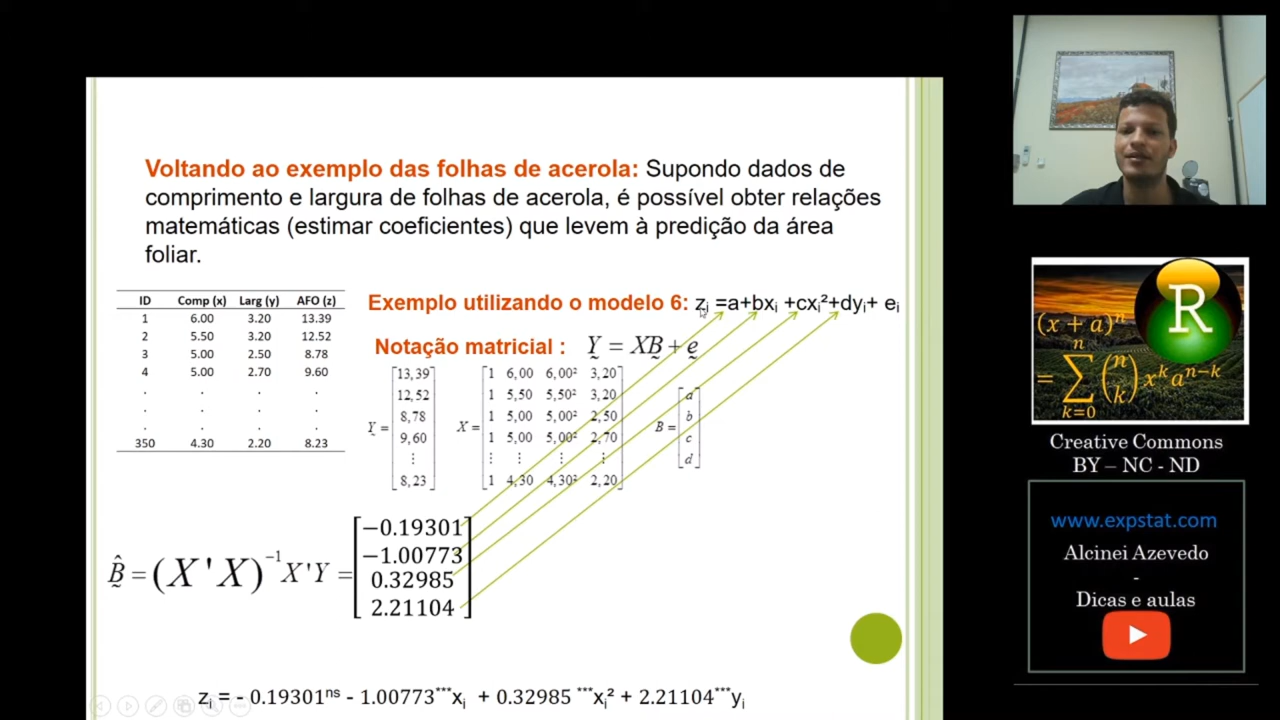 Voltando ao exemplo das folhas de acerola: Supondo dados de
comprimento e largura de folhas de acerola, é possível obter relações
matemáticas (estimar coeficientes) que levem à predição da área
foliar.
ID Comp (x) Larg (y) AFO (z)
1 6.00 3.20 13.39
2 5.50 3.20 12.52
3 5.00 2.50 8.78
4 5.00 2.70 9.60
. . . .
. . . .
. . . .
350 4.30 2.20 8.23
Exemplo utilizando o modelo 6: zᵢ =a+bxᵢ +cxᵢ²+dyᵢ+ eᵢ
Notação matricial : Y = XB + e
Y = [13,39 12,52 8,78 9,60 ⋮ 8,23]
X = [1 6,00 6,00² 3,20
1 5,50 5,50² 3,20
1 5,00 5,00² 2,50
1 5,00 5,00² 2,70
⋮ ⋮ ⋮ ⋮
1 4,30 4,30² 2,20]
B = [a b c d]
B̂ = (X'X)⁻¹ X'Y = [−0.19301
−1.00773
0.32985
2.21104]
zᵢ = - 0.19301ⁿˢ - 1.00773***xᵢ + 0.32985 ***xᵢ² + 2.21104***yᵢ
(x + a)ⁿ
= ∑ₖ₌₀ⁿ (n k) xᵏaⁿ⁻ᵏ
R
Creative Commons
BY – NC - ND
www.expstat.com
Alcinei Azevedo
-
Dicas e aulas